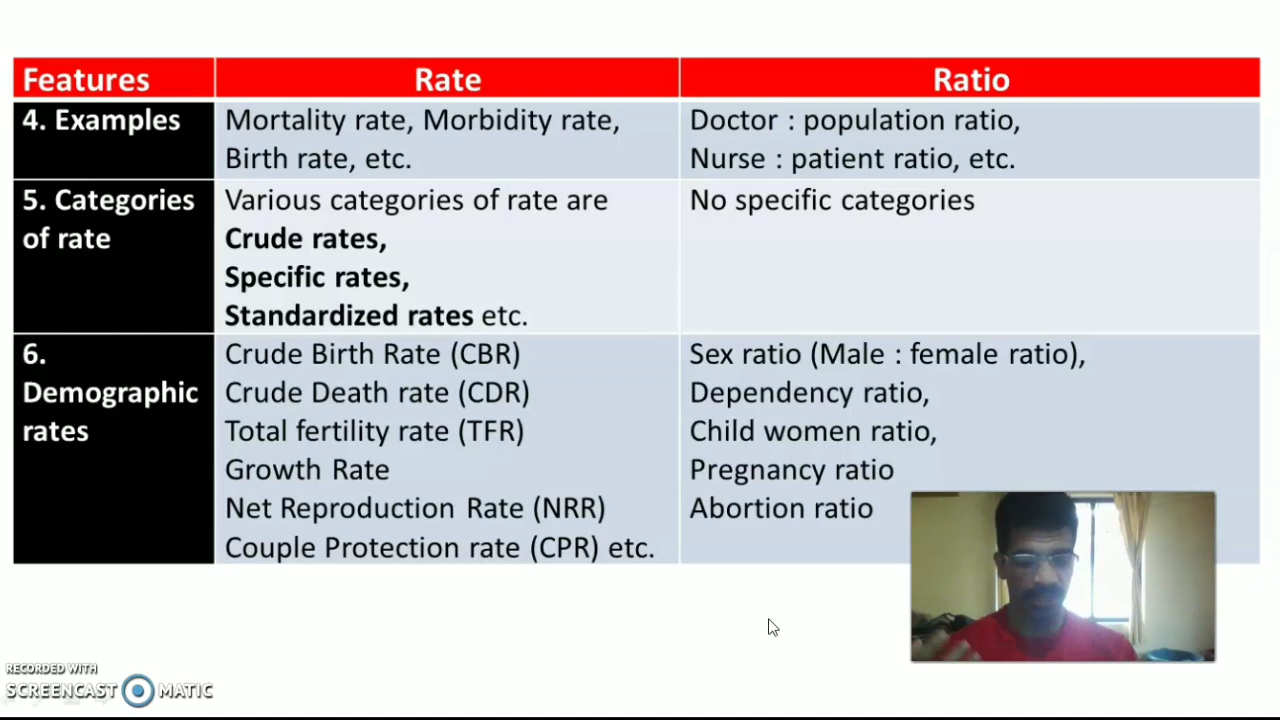 Features Rate Ratio
4. Examples Mortality rate, Morbidity rate, Doctor : population ratio,
Birth rate, etc. Nurse : patient ratio, etc.
5. Categories Various categories of rate are No specific categories
of rate Crude rates,
Specific rates,
Standardized rates etc.
6. Crude Birth Rate (CBR) Sex ratio (Male : female ratio),
Demographic Crude Death rate (CDR) Dependency ratio,
rates Total fertility rate (TFR) Child women ratio,
Growth Rate Pregnancy ratio
Net Reproduction Rate (NRR) Abortion ratio
Couple Protection rate (CPR) etc.
RECORDED WITH
SCREENCAST MATIC